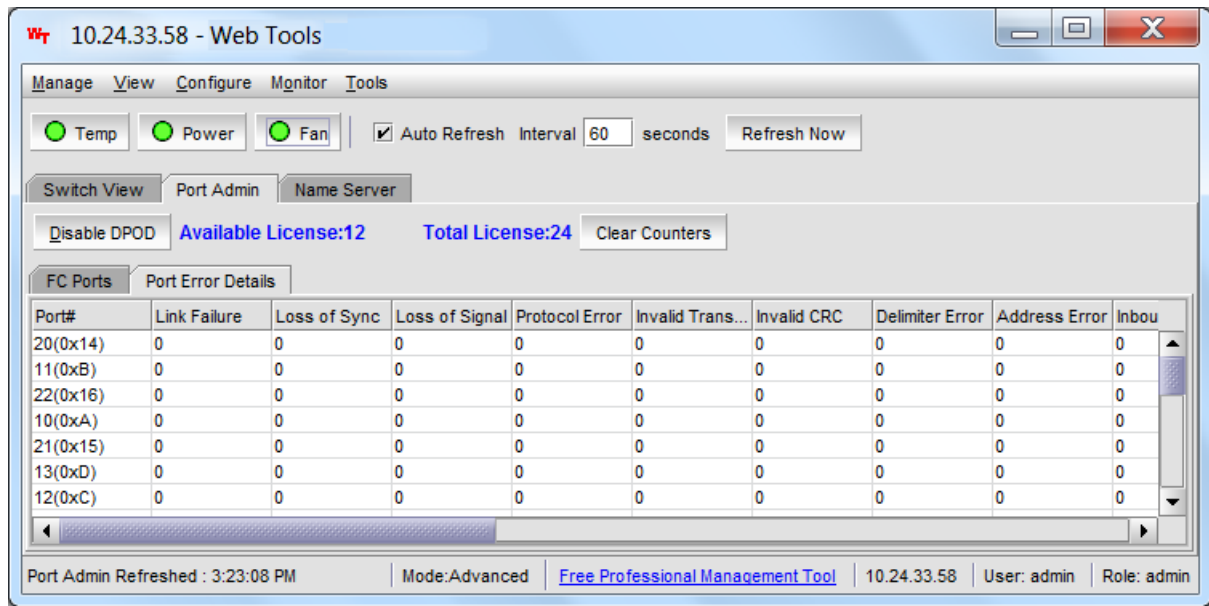 WT 10.24.33.58 - Web Tools
Manage View Configure Monitor Tools
Temp Power Fan Auto Refresh Interval 60 seconds Refresh Now
Switch View Port Admin Name Server
Disable DPOD Available License:12 Total License:24 Clear Counters
FC Ports Port Error Details
Port# Link Failure Loss of Sync Loss of Signal Protocol Error Invalid Trans... Invalid CRC Delimiter Error Address Error Inbou
20(0x14) 0 0 0 0 0 0 0 0 0
11(0xB) 0 0 0 0 0 0 0 0 0
22(0x16) 0 0 0 0 0 0 0 0 0
10(0xA) 0 0 0 0 0 0 0 0 0
21(0x15) 0 0 0 0 0 0 0 0 0
13(0xD) 0 0 0 0 0 0 0 0 0
12(0xC) 0 0 0 0 0 0 0 0 0
Port Admin Refreshed : 3:23:08 PM Mode:Advanced Free Professional Management Tool 10.24.33.58 User: admin Role: admin